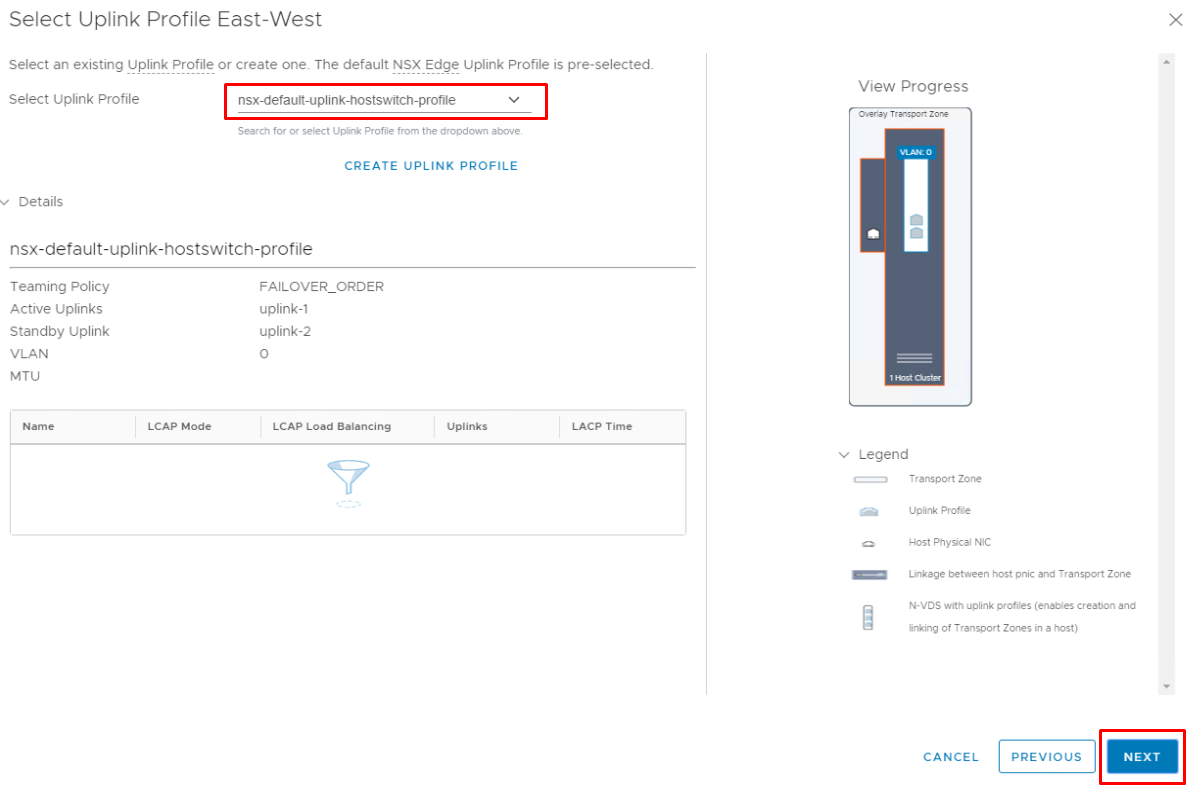 Select Uplink Profile East-West
Select an existing Uplink Profile or create one. The default NSX Edge Uplink Profile is pre-selected.
Select Uplink Profile
nsx-default-uplink-hostswitch-profile
Search for or select Uplink Profile from the dropdown above.
CREATE UPLINK PROFILE
Details
nsx-default-uplink-hostswitch-profile
Teaming Policy FAILOVER_ORDER
Active Uplinks uplink-1
Standby Uplink uplink-2
VLAN 0
MTU
Name LCAP Mode LCAP Load Balancing Uplinks LACP Time
View Progress
Overlay Transport Zone
VLAN: 0
1 Host Cluster
Legend
Transport Zone
Uplink Profile
Host Physical NIC
Linkage between host pnic and Transport Zone
N-VDS with uplink profiles (enables creation and
linking of Transport Zones in a host)
CANCEL PREVIOUS NEXT